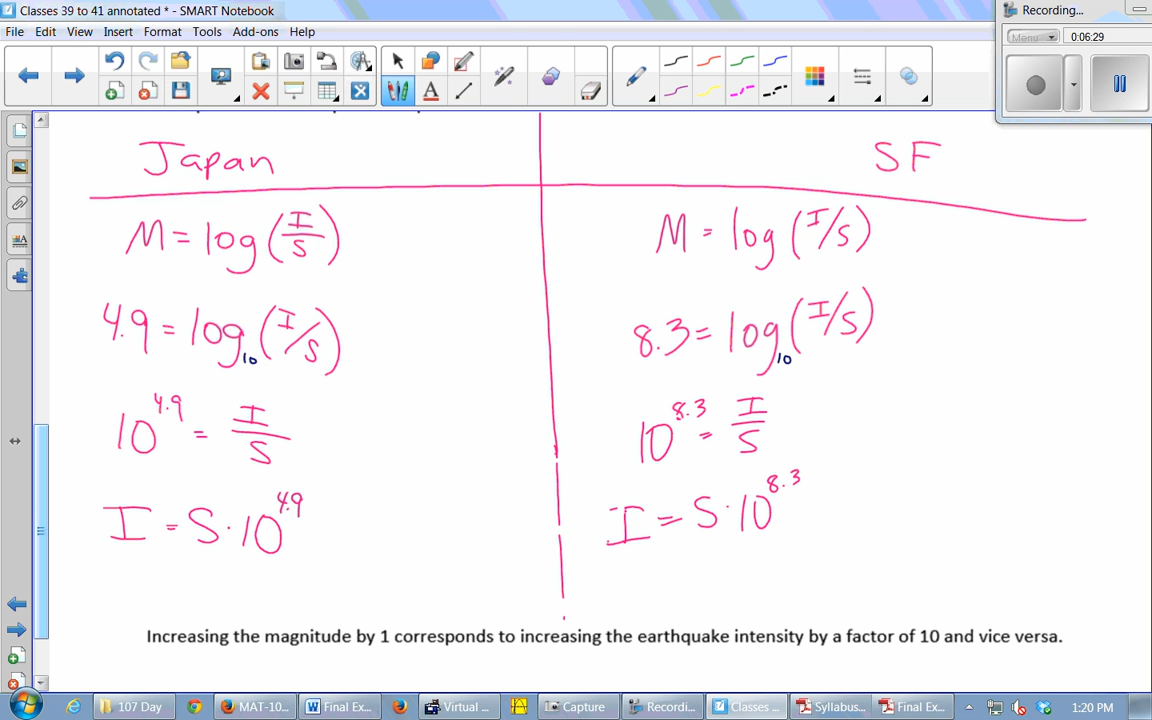 Classes 39 to 41 annotated * - SMART Notebook
Recording...
File Edit View Insert Format Tools Add-ons Help
Menu
0:06:29
Japan
SF
M = log (I/S)
M = log (I/S)
4.9 = log₁₀ (I/S)
8.3 = log₁₀ (I/S)
10^4.9 = I/S
10^8.3 = I/S
I = S · 10^4.9
I = S · 10^8.3
Increasing the magnitude by 1 corresponds to increasing the earthquake intensity by a factor of 10 and vice versa.
107 Day
MAT-10...
Final Ex...
Virtual ...
Capture
Recordi...
Classes ...
Syllabus...
Final Ex...
1:20 PM